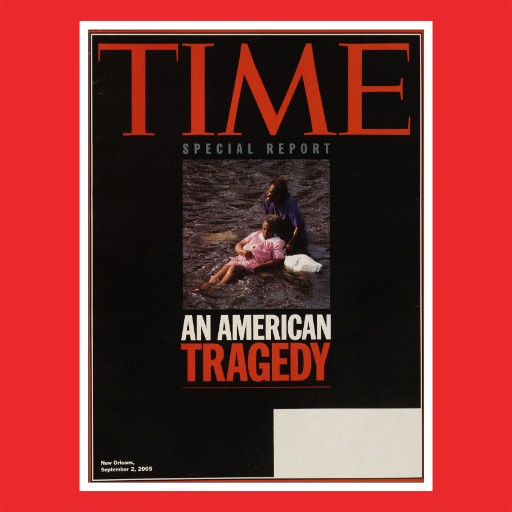 TIME
SPECIAL REPORT
AN AMERICAN
TRAGEDY
New Orleans,
September 2, 2005